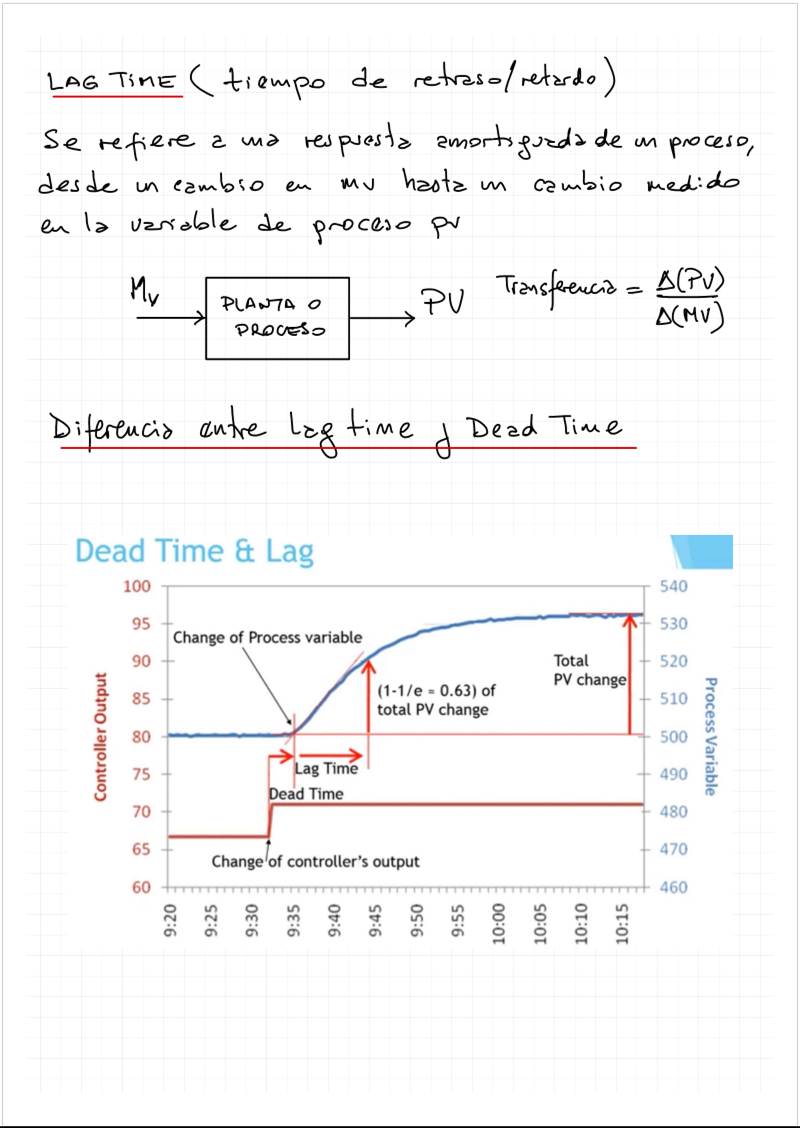 LAG TIME (tiempo de retraso/retardo)
Se refiere a una respuesta amortiguada de un proceso,
desde un cambio en mv hasta un cambio medido
en la variable de proceso pv
Mv
PLANTA O
PROCESO
PV
Transferencia = Δ(PV)
Δ(MV)
Diferencia entre Lag time y Dead Time
Dead Time & Lag
100
95
90
85
80
75
70
65
60
Controller Output
540
530
520
510
500
490
480
470
460
Process Variable
Change of Process variable
(1-1/e = 0.63) of
total PV change
Total
PV change
Lag Time
Dead Time
Change of controller's output
9:20
9:25
9:30
9:35
9:40
9:45
9:50
9:55
10:00
10:05
10:10
10:15